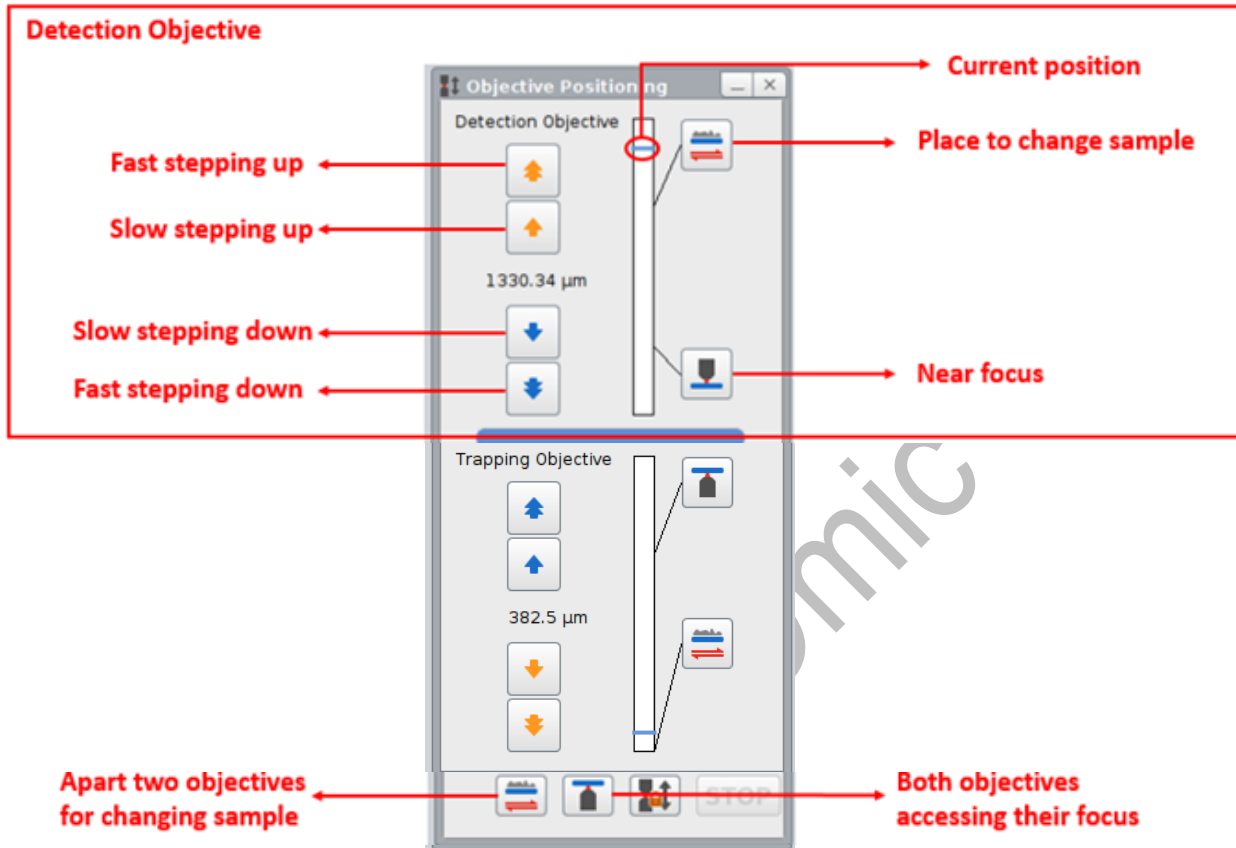 Detection Objective
Objective Positioning
Current position
Detection Objective
Place to change sample
Fast stepping up
Slow stepping up
1330.34 µm
Slow stepping down
Near focus
Fast stepping down
Trapping Objective
382.5 µm
Apart two objectives
for changing sample
STOP
Both objectives
accessing their focus